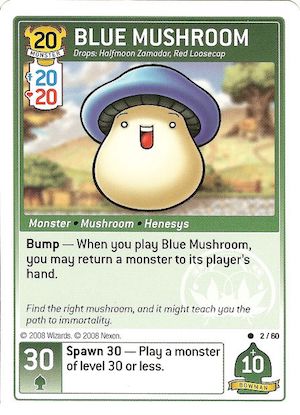 20
MONSTER
BLUE MUSHROOM
Drops: Halfmoon Zamadar, Red Loosecap
20
20
Monster • Mushroom • Henesys
Bump — When you play Blue Mushroom,
you may return a monster to its player's
hand.
Find the right mushroom, and it might teach you the
path to immortality.
© 2008 Wizards. © 2008 Nexon.
● 2 / 60
30
Spawn 30 — Play a monster
of level 30 or less.
+
10
BOWMAN